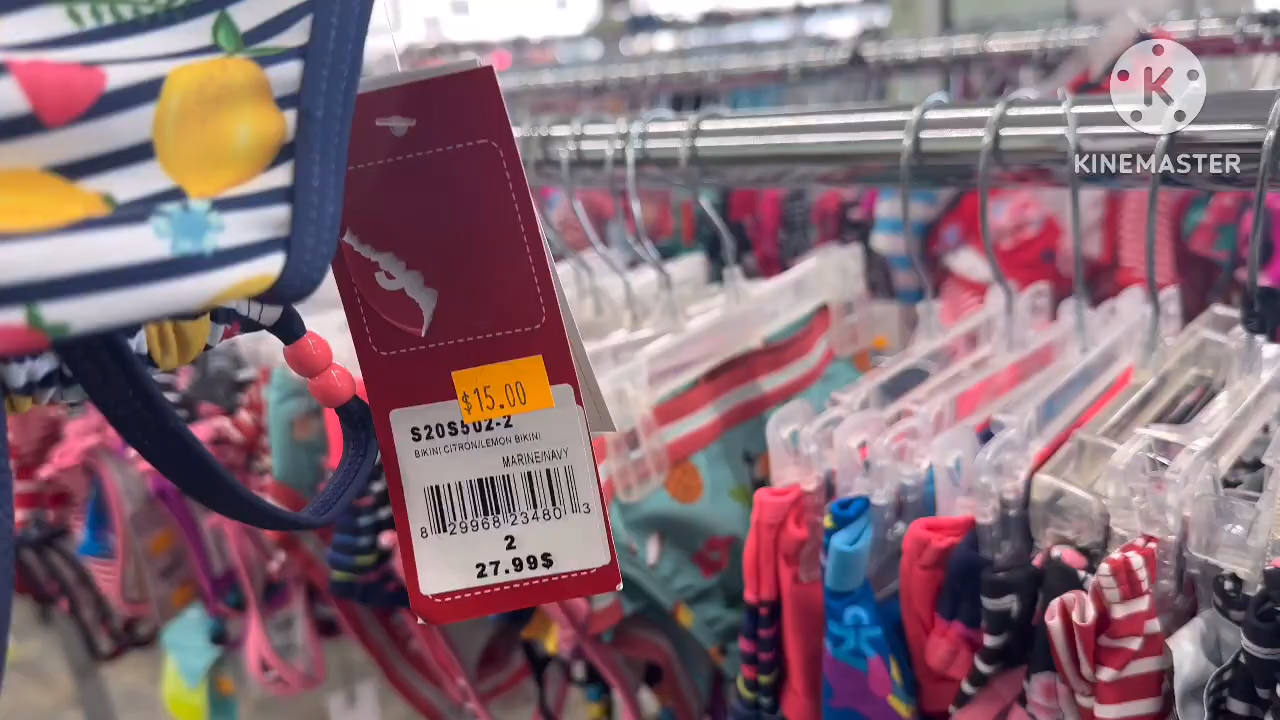 K
KINEMASTER
$15.00
S20S502-2
BIKINI CITRON/LEMON BIKINI
MARINE/NAVY
8 29968 23480 3
2
27.99$